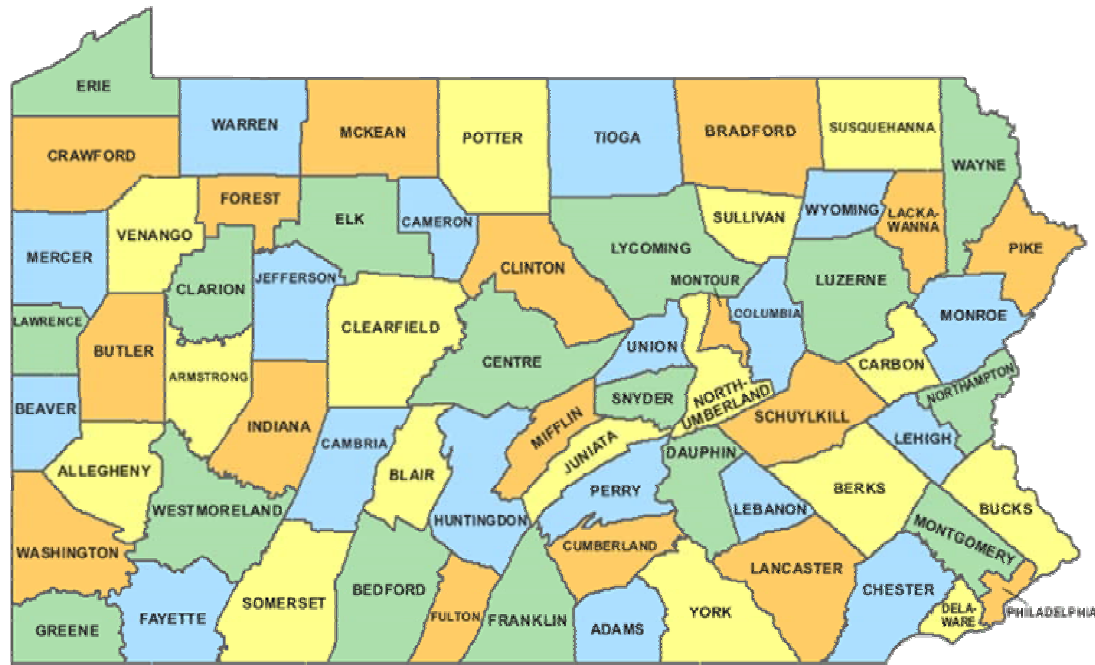 ERIE
WARREN
MCKEAN
POTTER
TIOGA
BRADFORD
SUSQUEHANNA
CRAWFORD
WAYNE
FOREST
ELK
CAMERON
SULLIVAN
WYOMING
LACKA-
WANNA
VENANGO
LYCOMING
PIKE
MERCER
CLINTON
JEFFERSON
CLARION
MONTOUR
LUZERNE
COLUMBIA
MONROE
LAWRENCE
CLEARFIELD
BUTLER
CENTRE
UNION
CARBON
ARMSTRONG
NORTHAMPTON
BEAVER
SNYDER
NORTH-
UMBERLAND
MIFFLIN
SCHUYLKILL
INDIANA
CAMBRIA
LEHIGH
JUNIATA
DAUPHIN
ALLEGHENY
BLAIR
PERRY
BERKS
WESTMORELAND
HUNTINGDON
LEBANON
BUCKS
MONTGOMERY
WASHINGTON
CUMBERLAND
LANCASTER
SOMERSET
BEDFORD
CHESTER
FAYETTE
FULTON
FRANKLIN
YORK
DELA-
WARE
PHILADELPHIA
GREENE
ADAMS